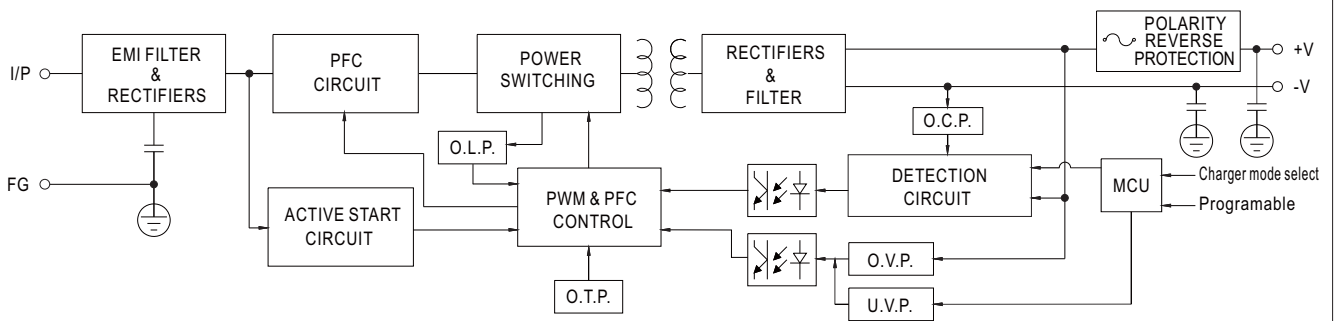 I/P
EMI FILTER
&
RECTIFIERS
PFC
CIRCUIT
POWER
SWITCHING
RECTIFIERS
&
FILTER
POLARITY
REVERSE
PROTECTION
+V
-V
O.L.P.
O.C.P.
FG
ACTIVE START
CIRCUIT
PWM & PFC
CONTROL
DETECTION
CIRCUIT
MCU
Charger mode select
Programable
O.T.P.
O.V.P.
U.V.P.